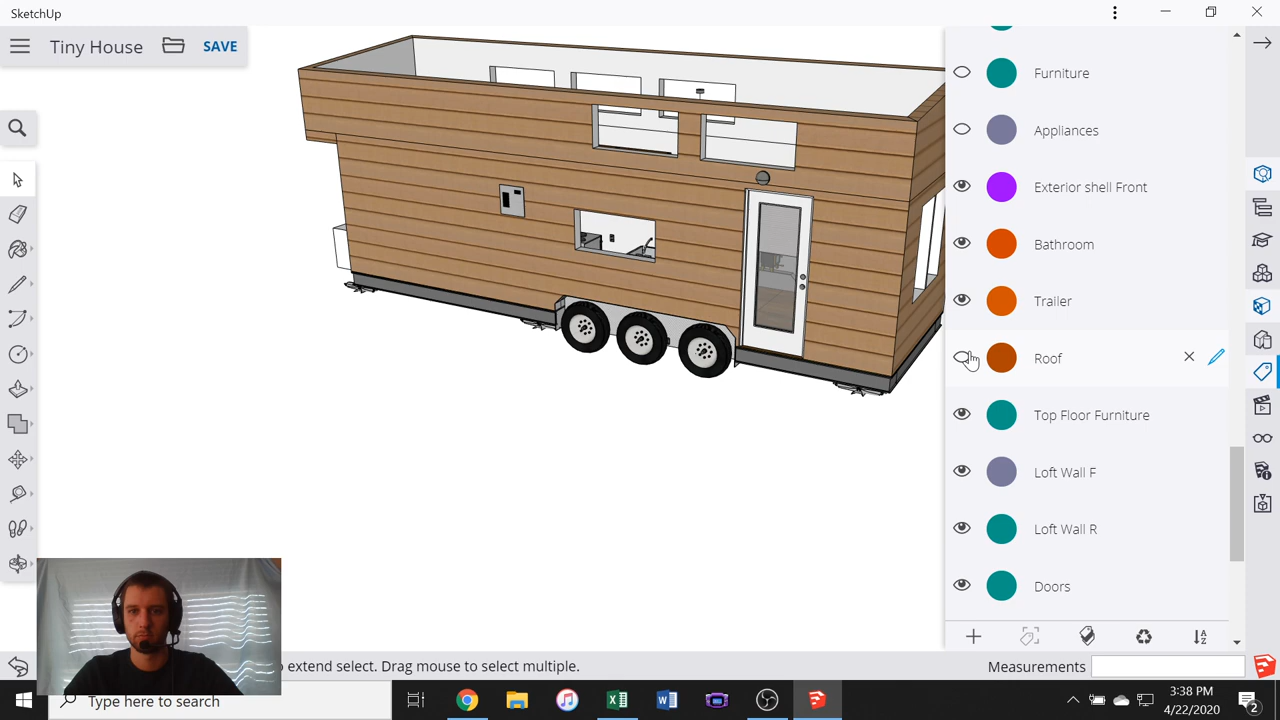 SketchUp
Tiny House
SAVE
Furniture
Appliances
Exterior shell Front
Bathroom
Trailer
Roof
Top Floor Furniture
Loft Wall F
Loft Wall R
Doors
to extend select. Drag mouse to select multiple.
Measurements
Type here to search
3:38 PM
4/22/2020
2